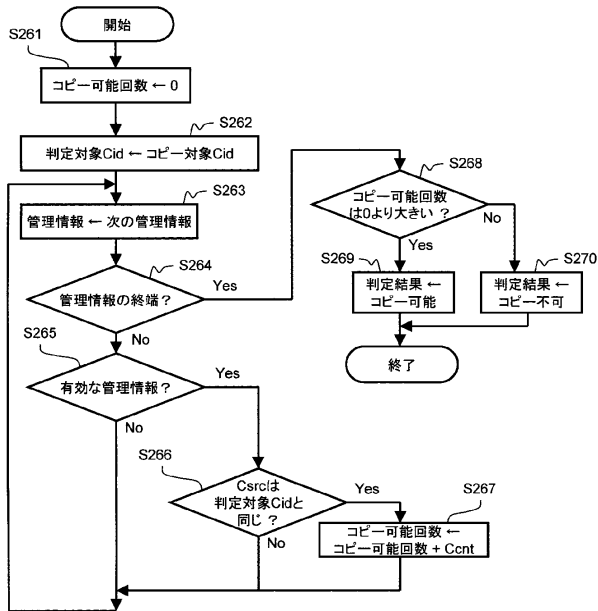 開始
S261
コピー可能回数 ← 0
S262
判定対象Cid ← コピー対象Cid
S263
管理情報 ← 次の管理情報
S264
管理情報の終端？
Yes
No
S265
有効な管理情報？
Yes
No
S266
Csrcは
判定対象Cidと
同じ？
Yes
No
S267
コピー可能回数 ←
コピー可能回数 + Ccnt
S268
コピー可能回数
は0より大きい？
No
Yes
S269
判定結果 ←
コピー可能
S270
判定結果 ←
コピー不可
終了